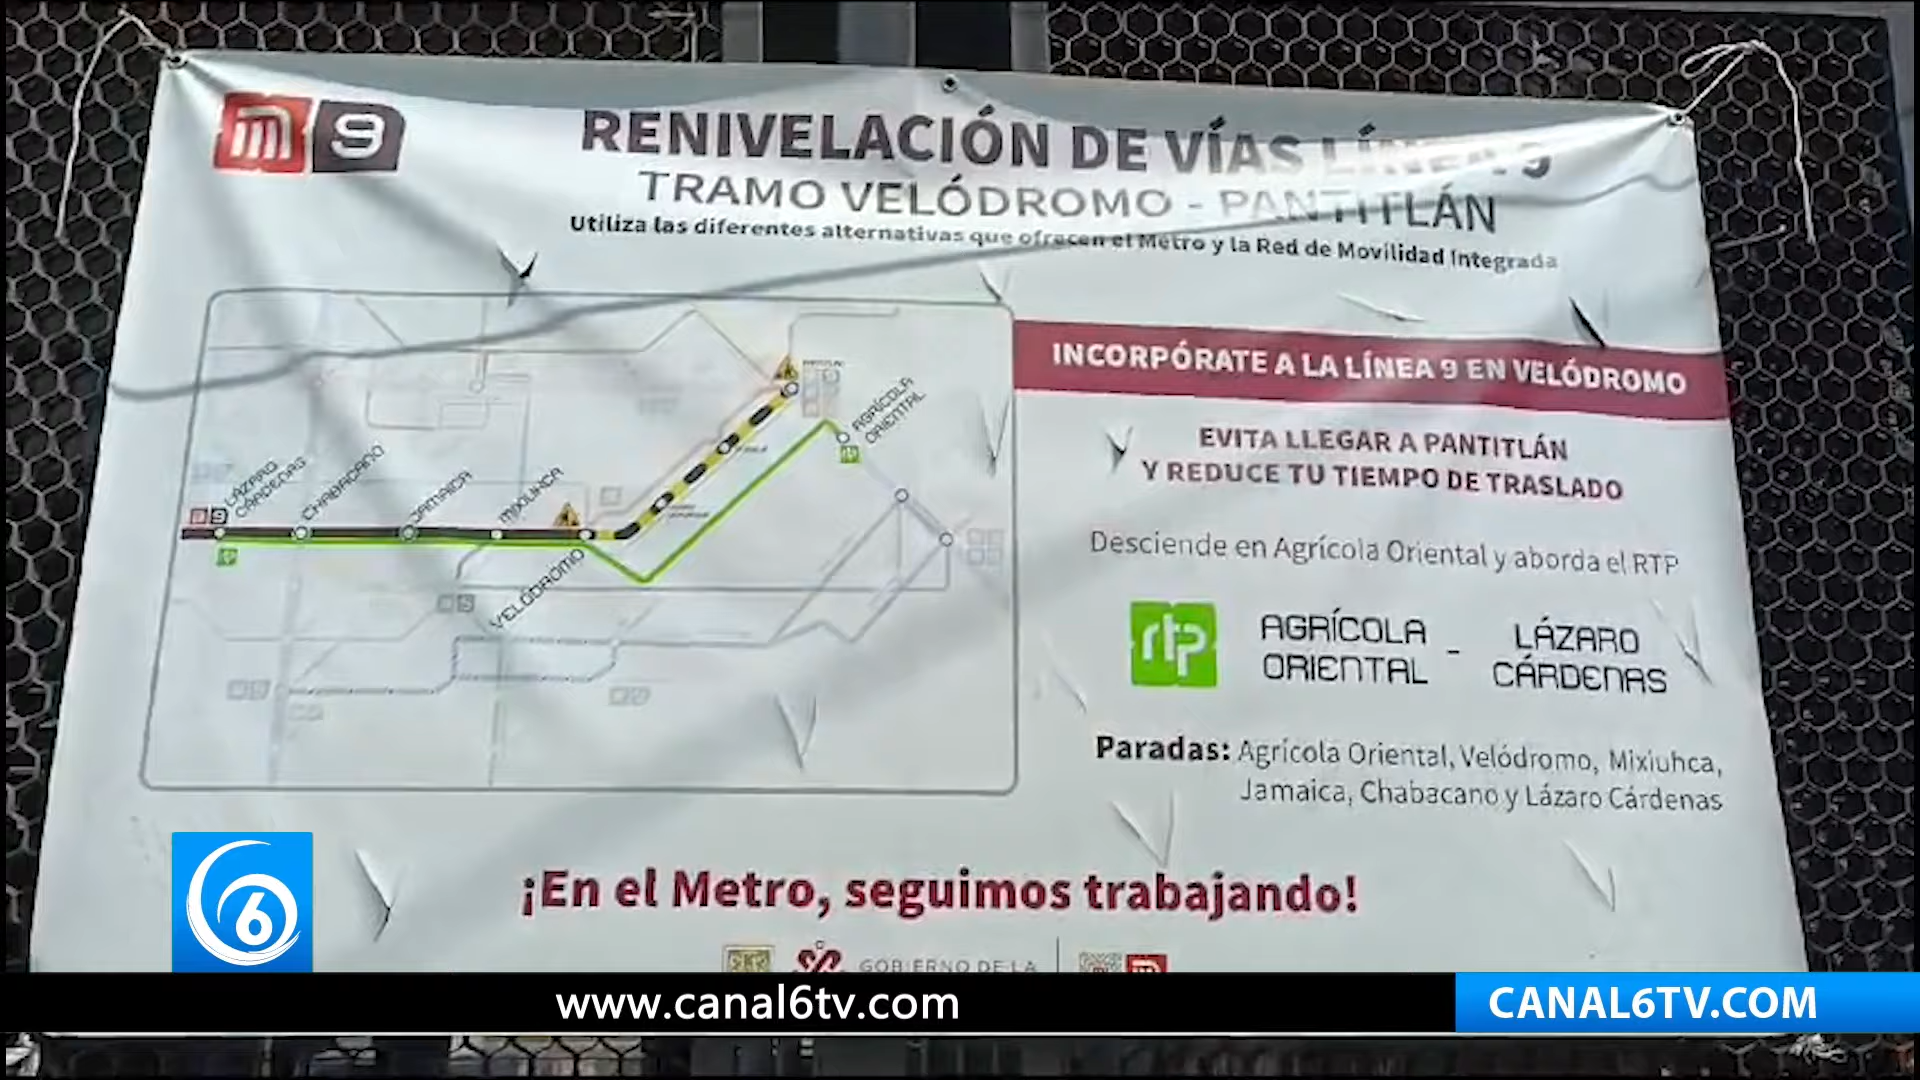 9
RENIVELACIÓN DE VÍAS LÍNEA 9
TRAMO VELÓDROMO - PANTITLÁN
Utiliza las diferentes alternativas que ofrecen el Metro y la Red de Movilidad Integrada
INCORPÓRATE A LA LÍNEA 9 EN VELÓDROMO
EVITA LLEGAR A PANTITLÁN
Y REDUCE TU TIEMPO DE TRASLADO
Desciende en Agrícola Oriental y aborda el RTP
rtp
AGRÍCOLA
ORIENTAL
-
LÁZARO
CÁRDENAS
Paradas: Agrícola Oriental, Velódromo, Mixiuhca,
Jamaica, Chabacano y Lázaro Cárdenas
9
LÁZARO
CÁRDENAS
CHABACANO
JAMAICA
MIXIUHCA
VELÓDROMO
AGRÍCOLA
ORIENTAL
¡En el Metro, seguimos trabajando!
GOBIERNO DE LA
6
www.canal6tv.com
CANAL6TV.COM